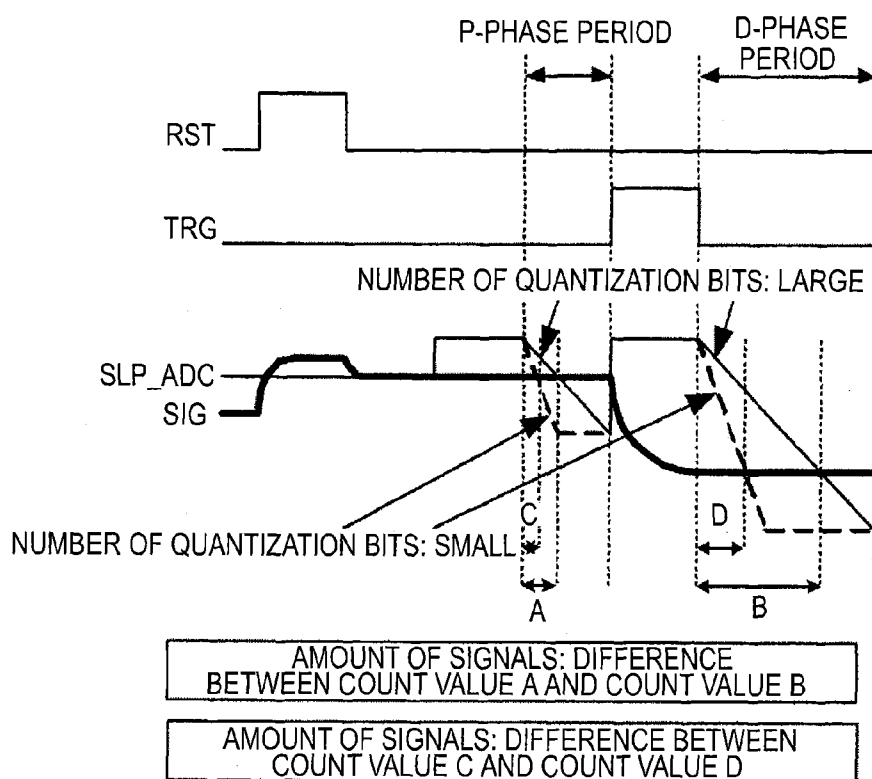 P-PHASE PERIOD
D-PHASE
PERIOD
RST
TRG
NUMBER OF QUANTIZATION BITS: LARGE
SLP_ADC
SIG
C
D
NUMBER OF QUANTIZATION BITS: SMALL
A
B
AMOUNT OF SIGNALS: DIFFERENCE
BETWEEN COUNT VALUE A AND COUNT VALUE B
AMOUNT OF SIGNALS: DIFFERENCE BETWEEN
COUNT VALUE C AND COUNT VALUE D